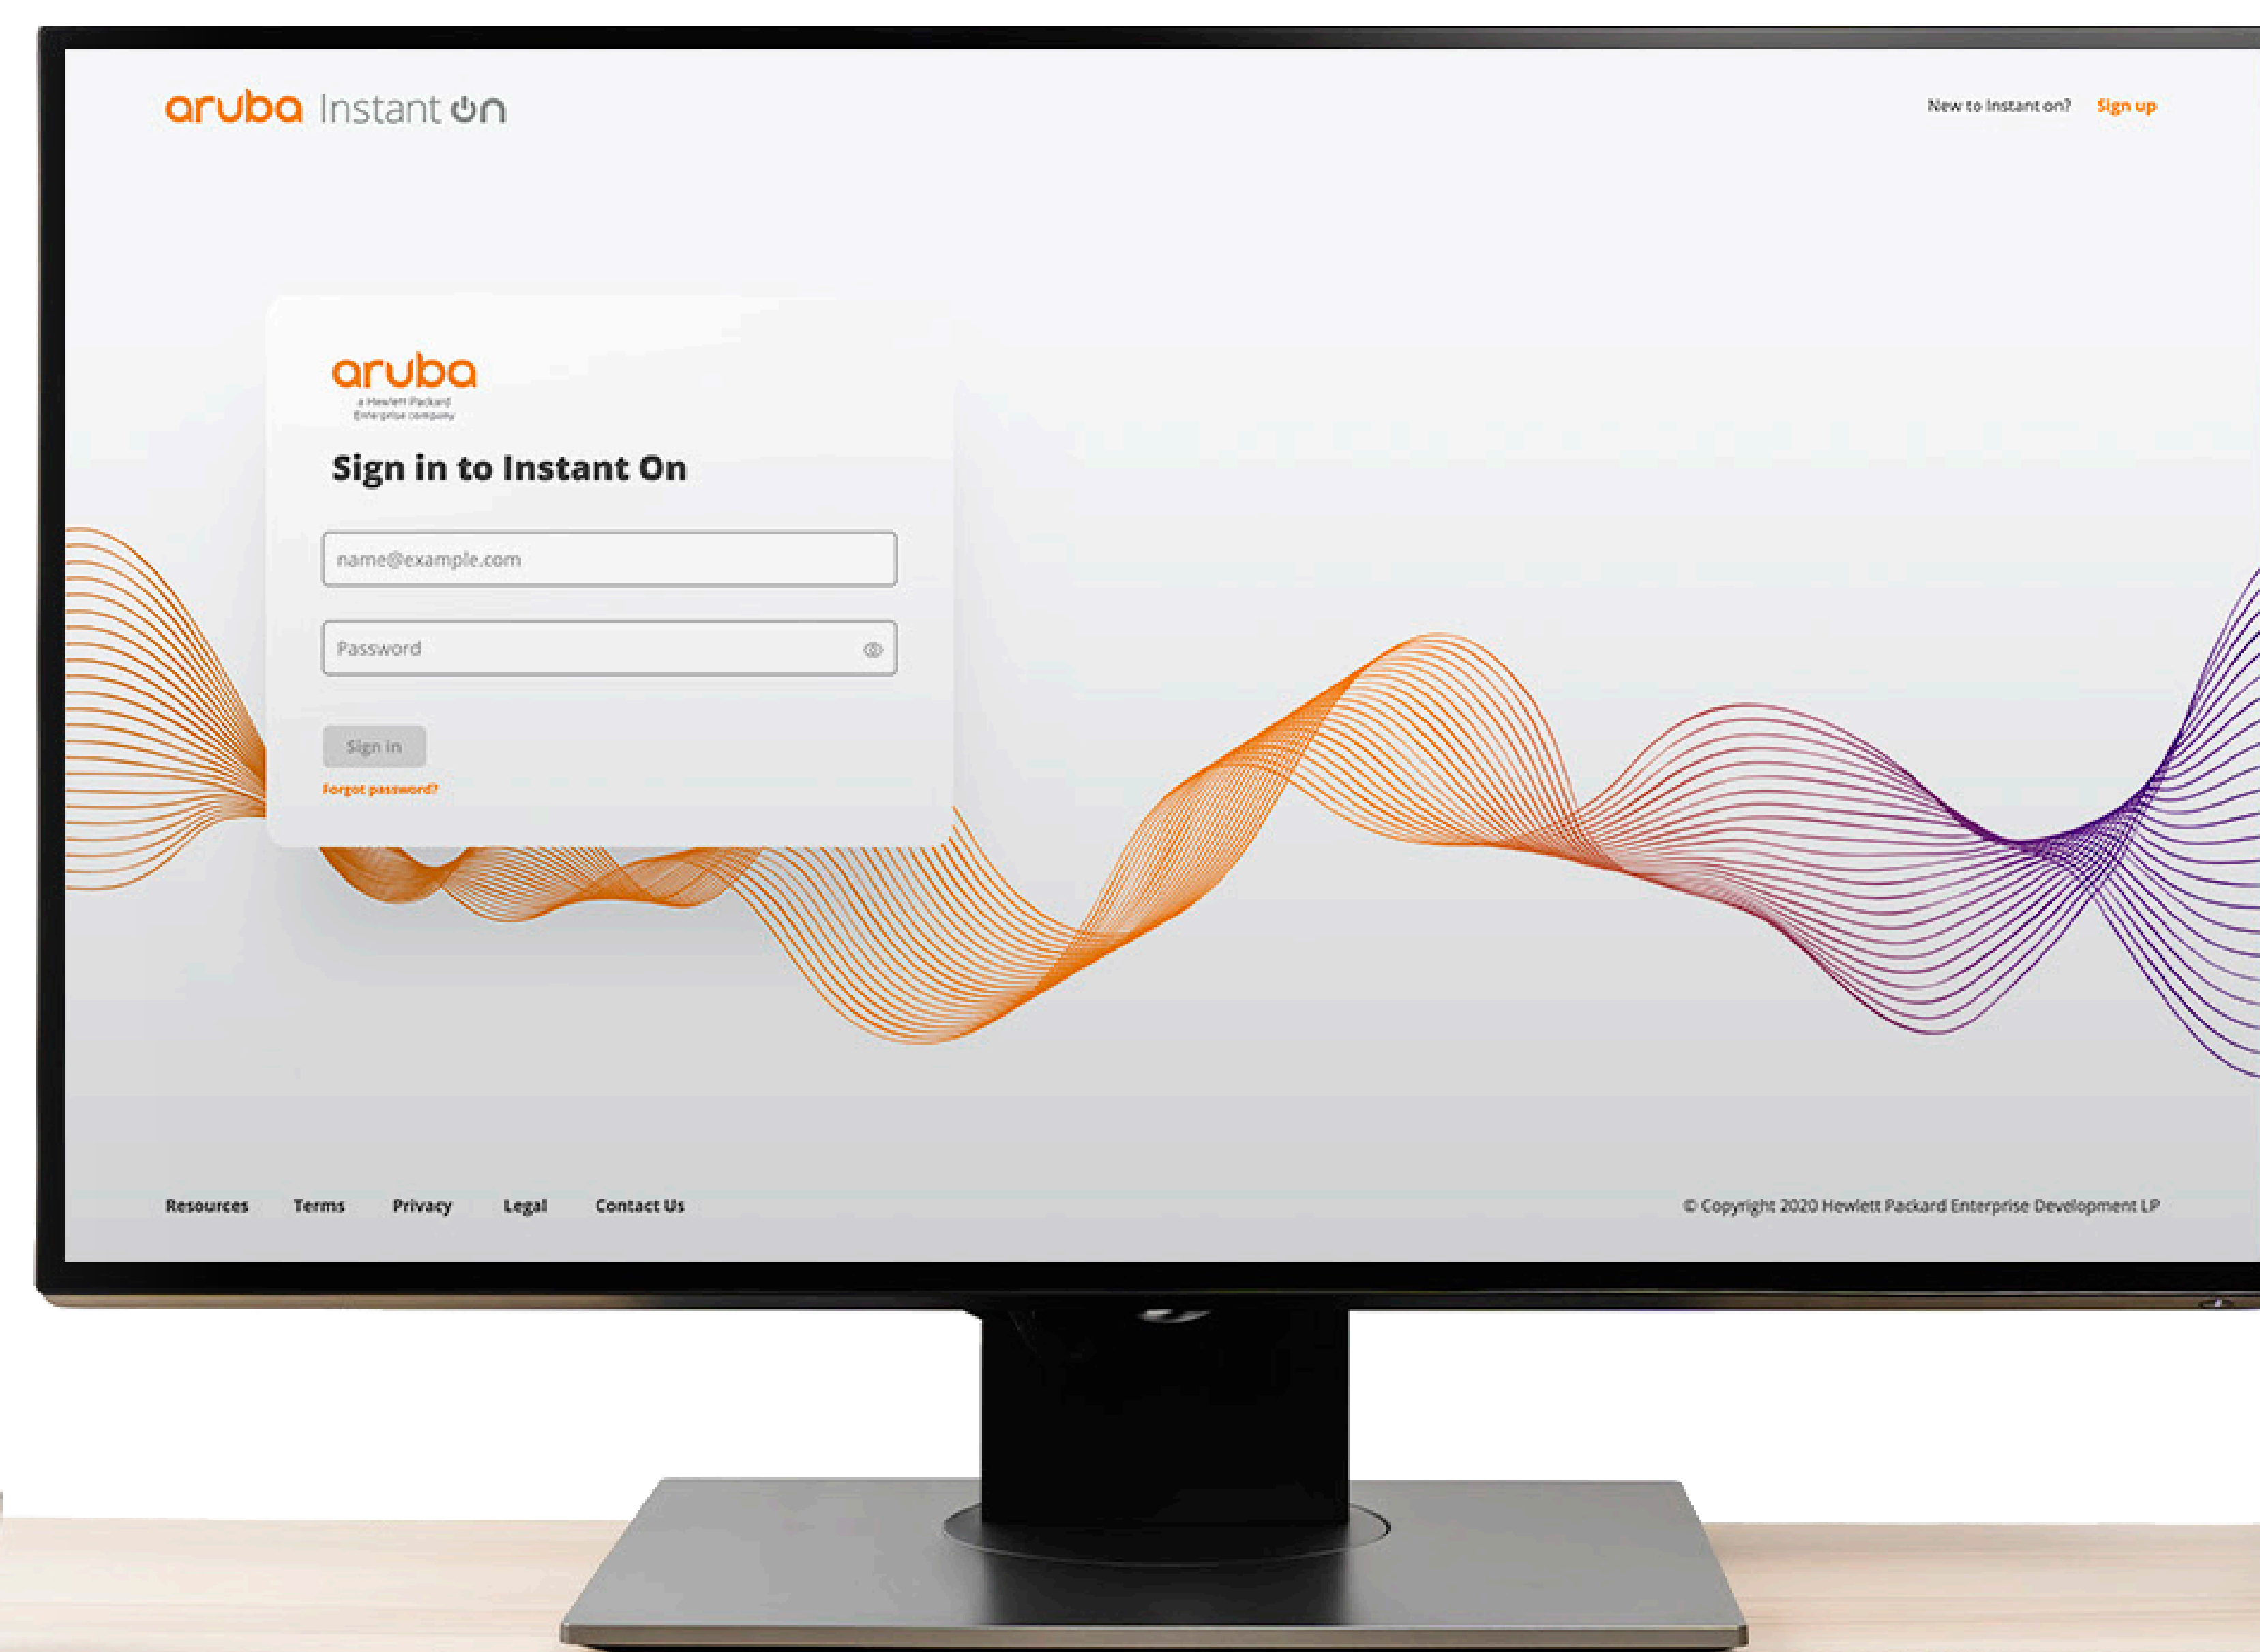 aruba Instant On
New to Instant on? Sign up
aruba
a Hewlett Packard
Enterprise company
Sign in to Instant On
name@example.com
Password
Sign in
Forgot password?
Resources Terms Privacy Legal Contact Us
© Copyright 2020 Hewlett Packard Enterprise Development LP